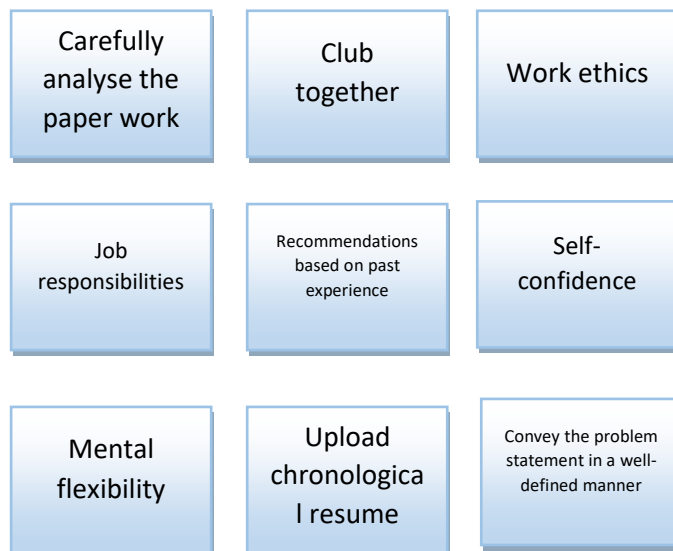 Carefully
analyse the
paper work
Club
together
Work ethics
Job
responsibilities
Recommendations
based on past
experience
Self-
confidence
Mental
flexibility
Upload
chronologica
l resume
Convey the problem
statement in a well-
defined manner